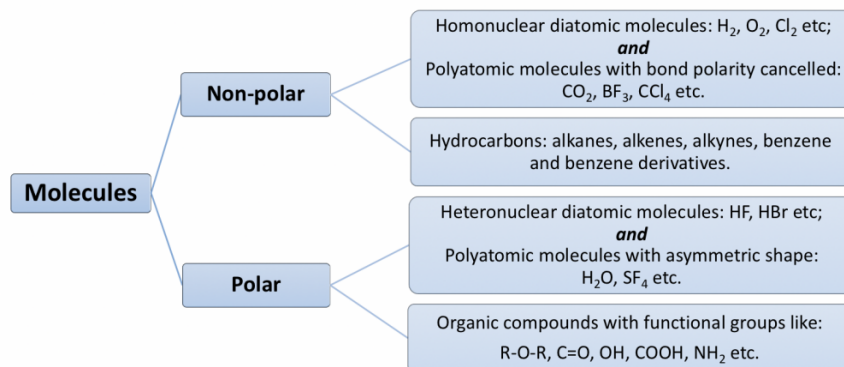 Molecules
Non-polar
Homonuclear diatomic molecules: H₂, O₂, Cl₂ etc;
and
Polyatomic molecules with bond polarity cancelled:
CO₂, BF₃, CCl₄ etc.
Hydrocarbons: alkanes, alkenes, alkynes, benzene
and benzene derivatives.
Polar
Heteronuclear diatomic molecules: HF, HBr etc;
and
Polyatomic molecules with asymmetric shape:
H₂O, SF₄ etc.
Organic compounds with functional groups like:
R-O-R, C=O, OH, COOH, NH₂ etc.